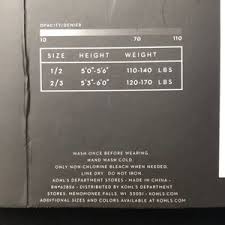 OPACITY/DENIER
10 70 110
SIZE HEIGHT WEIGHT
1/2 5'0"-5'6" 110-140 LBS
2/3 5'3"-6'0" 120-170 LBS
WASH ONCE BEFORE WEARING.
HAND WASH COLD.
ONLY NON-CHLORINE BLEACH WHEN NEEDED.
LINE DRY. DO NOT IRON.
KOHL'S DEPARTMENT STORES - MADE IN CHINA -
DISTRIBUTED BY KOHL'S DEPARTMENT
STORES, MENOMONEE FALLS, WI 53051 - KOHLS.COM
ADDITIONAL SIZES AND COLORS AVAILABLE AT KOHLS.COM